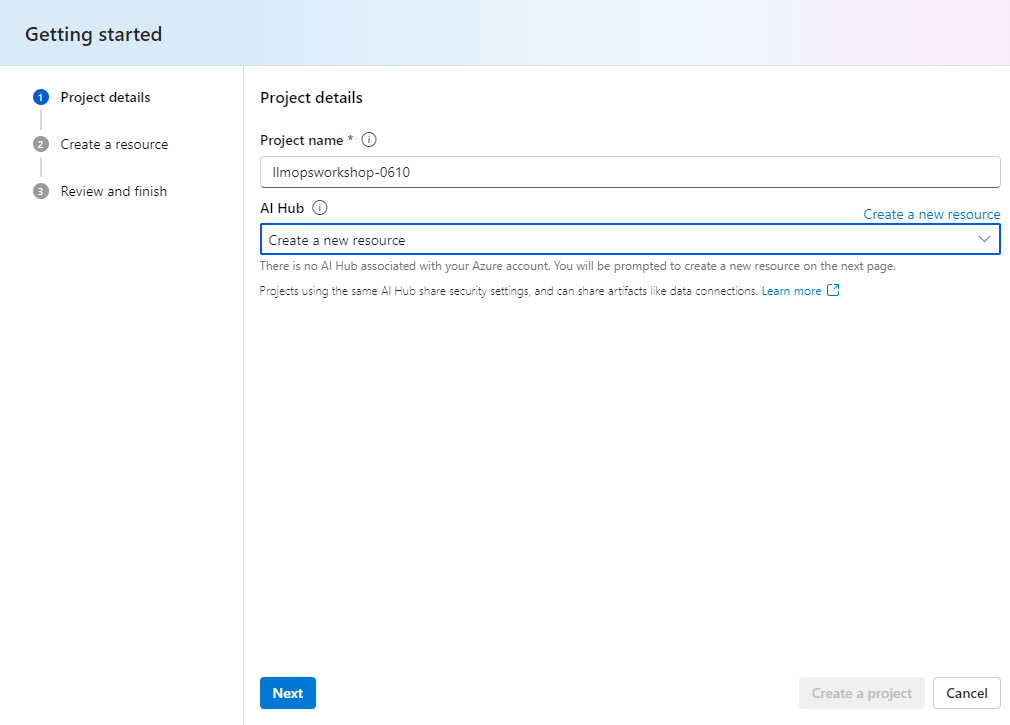 Getting started
1 Project details
2 Create a resource
3 Review and finish
Project details
Project name *
llmopsworkshop-0610
AI Hub
Create a new resource
Create a new resource
There is no AI Hub associated with your Azure account. You will be prompted to create a new resource on the next page.
Projects using the same AI Hub share security settings, and can share artifacts like data connections. Learn more
Next
Create a project
Cancel